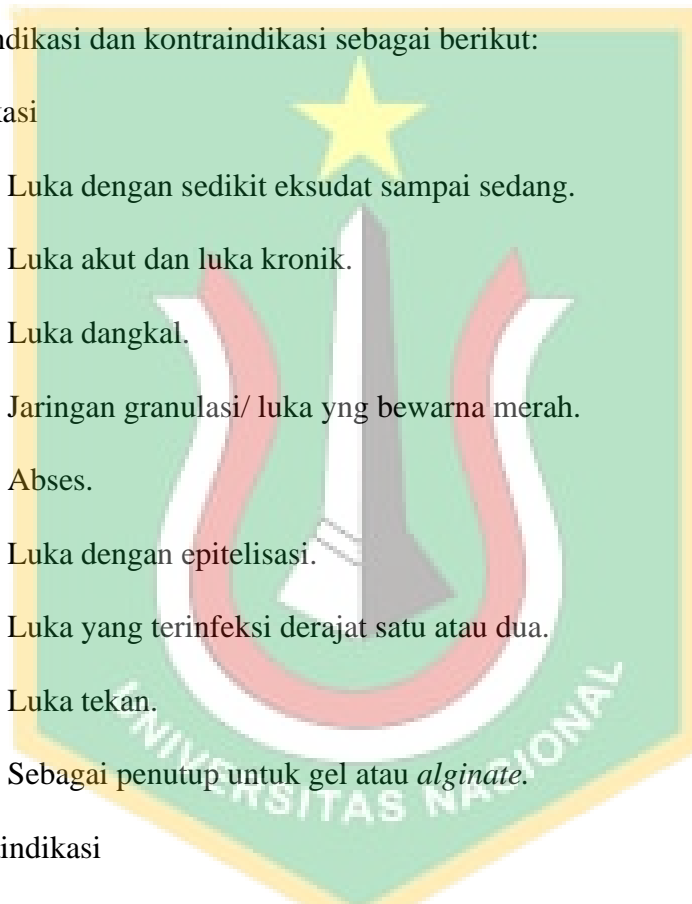 ndikasi dan kontraindikasi sebagai berikut:
kasi
Luka dengan sedikit eksudat sampai sedang.
Luka akut dan luka kronik.
Luka dangkal.
Jaringan granulasi/ luka yng bewarna merah.
Abses.
Luka dengan epitelisasi.
Luka yang terinfeksi derajat satu atau dua.
Luka tekan.
Sebagai penutup untuk gel atau alginate.
UNIVERSITAS NASIONAL
indikasi